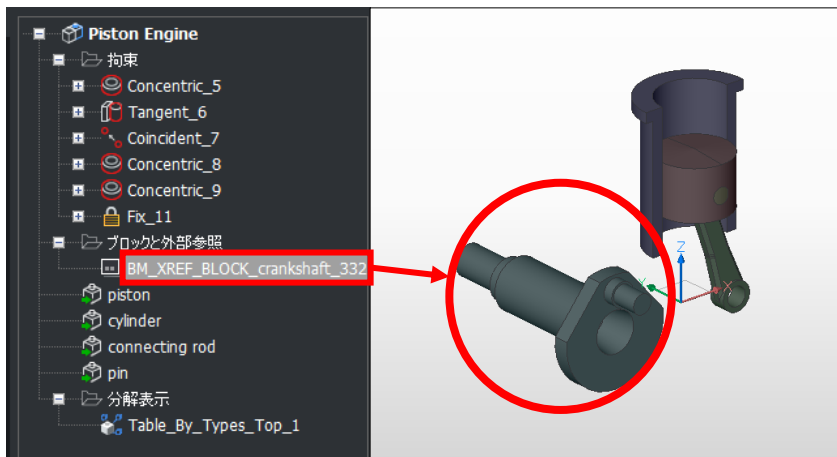 Piston Engine
拘束
Concentric_5
Tangent_6
Coincident_7
Concentric_8
Concentric_9
Fix_11
ブロックと外部参照
BM_XREF_BLOCK_crankshaft_332
piston
cylinder
connecting rod
pin
分解表示
Table_By_Types_Top_1
Z
Y
X